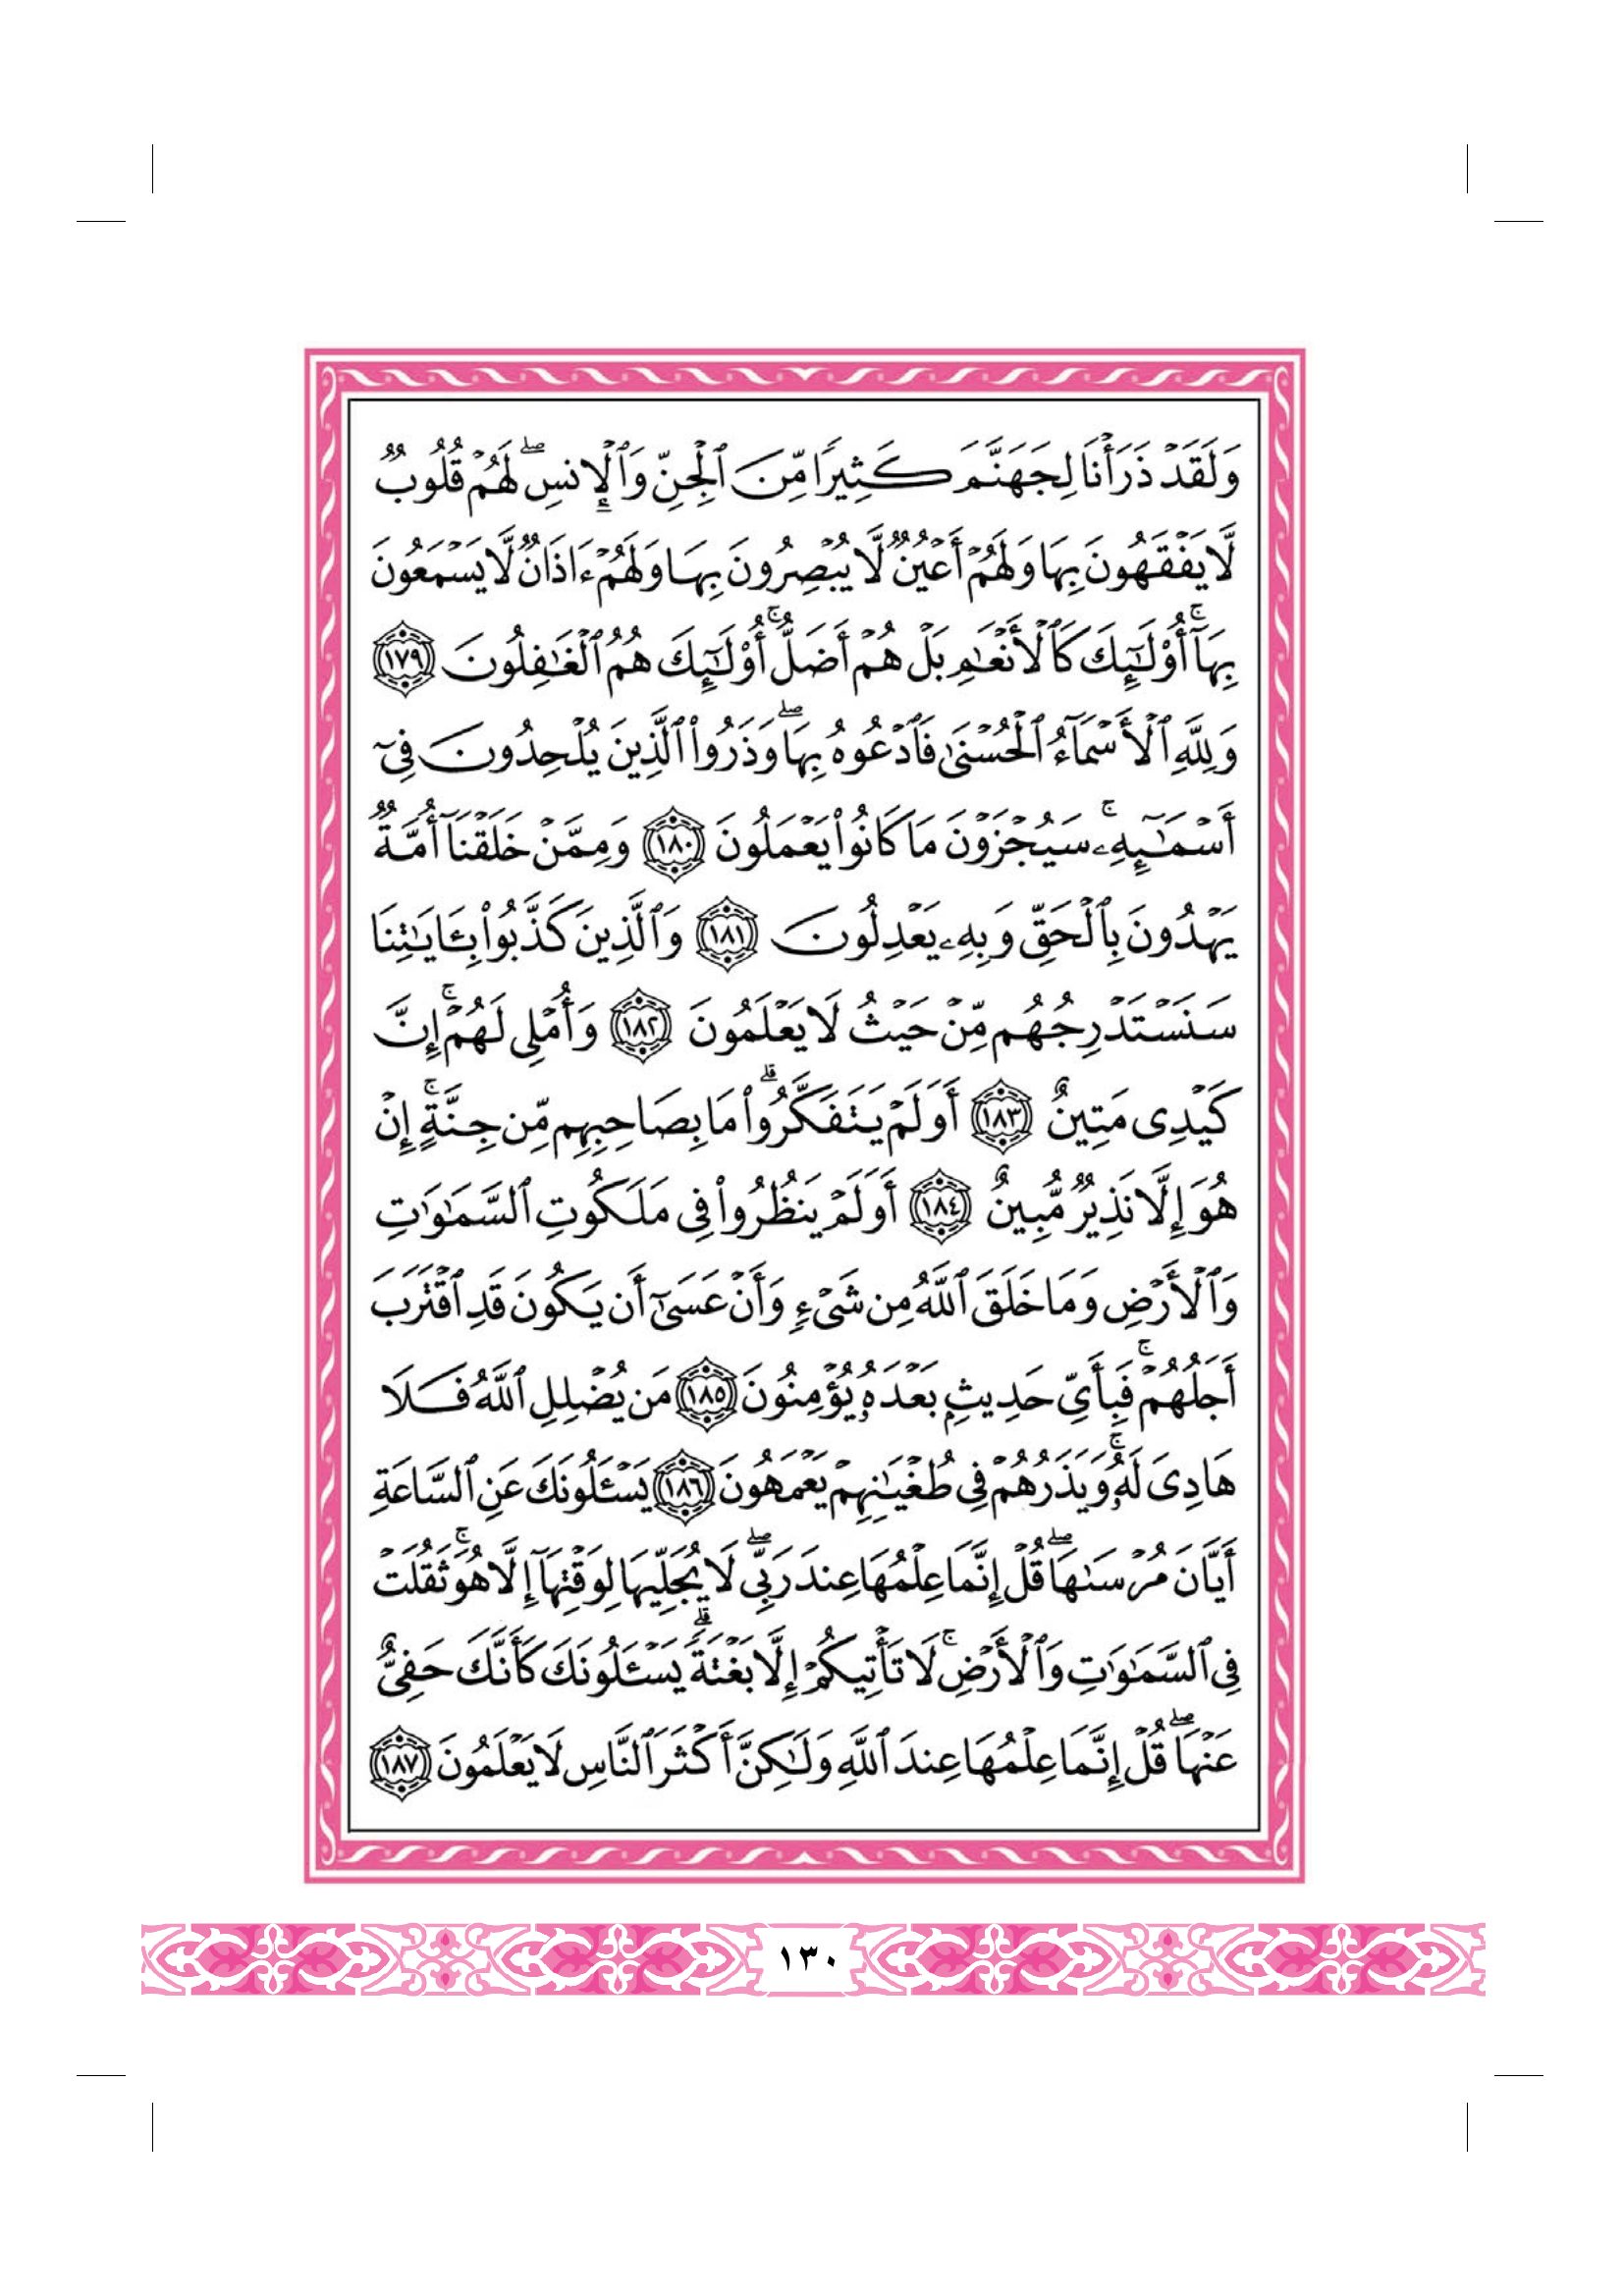 وَلَقَدۡ ذَرَأۡنَا لِجَهَنَّمَ كَثِيرٗا مِّنَ ٱلۡجِنِّ وَٱلۡإِنسِۖ لَهُمۡ قُلُوبٞ
لَّا يَفۡقَهُونَ بِهَا وَلَهُمۡ أَعۡيُنٞ لَّا يُبۡصِرُونَ بِهَا وَلَهُمۡ ءَاذَانٞ لَّا يَسۡمَعُونَ
بِهَآۚ أُوْلَٰٓئِكَ كَٱلۡأَنۡعَٰمِ بَلۡ هُمۡ أَضَلُّۚ أُوْلَٰٓئِكَ هُمُ ٱلۡغَٰفِلُونَ ١٧٩
وَلِلَّهِ ٱلۡأَسۡمَآءُ ٱلۡحُسۡنَىٰ فَٱدۡعُوهُ بِهَاۖ وَذَرُواْ ٱلَّذِينَ يُلۡحِدُونَ فِيٓ
أَسۡمَٰٓئِهِۦۚ سَيُجۡزَوۡنَ مَا كَانُواْ يَعۡمَلُونَ ١٨٠ وَمِمَّنۡ خَلَقۡنَآ أُمَّةٞ
يَهۡدُونَ بِٱلۡحَقِّ وَبِهِۦ يَعۡدِلُونَ ١٨١ وَٱلَّذِينَ كَذَّبُواْ بِـَٔايَٰتِنَا
سَنَسۡتَدۡرِجُهُم مِّنۡ حَيۡثُ لَا يَعۡلَمُونَ ١٨٢ وَأُمۡلِي لَهُمۡۚ إِنَّ
كَيۡدِي مَتِينٌ ١٨٣ أَوَلَمۡ يَتَفَكَّرُواْۗ مَا بِصَاحِبِهِم مِّن جِنَّةٍۚ إِنۡ
هُوَ إِلَّا نَذِيرٞ مُّبِينٌ ١٨٤ أَوَلَمۡ يَنظُرُواْ فِي مَلَكُوتِ ٱلسَّمَٰوَٰتِ
وَٱلۡأَرۡضِ وَمَا خَلَقَ ٱللَّهُ مِن شَيۡءٖ وَأَنۡ عَسَىٰٓ أَن يَكُونَ قَدِ ٱقۡتَرَبَ
أَجَلُهُمۡۖ فَبِأَيِّ حَدِيثِۭ بَعۡدَهُۥ يُؤۡمِنُونَ ١٨٥ مَن يُضۡلِلِ ٱللَّهُ فَلَا
هَادِيَ لَهُۥۚ وَيَذَرُهُمۡ فِي طُغۡيَٰنِهِمۡ يَعۡمَهُونَ ١٨٦ يَسۡـَٔلُونَكَ عَنِ ٱلسَّاعَةِ
أَيَّانَ مُرۡسَىٰهَاۖ قُلۡ إِنَّمَا عِلۡمُهَا عِندَ رَبِّيۖ لَا يُجَلِّيهَا لِوَقۡتِهَآ إِلَّا هُوَۚ ثَقُلَتۡ
فِي ٱلسَّمَٰوَٰتِ وَٱلۡأَرۡضِۚ لَا تَأۡتِيكُمۡ إِلَّا بَغۡتَةٗۗ يَسۡـَٔلُونَكَ كَأَنَّكَ حَفِيٌّ
عَنۡهَاۖ قُلۡ إِنَّمَا عِلۡمُهَا عِندَ ٱللَّهِ وَلَٰكِنَّ أَكۡثَرَ ٱلنَّاسِ لَا يَعۡلَمُونَ ١٨٧
١٣٠